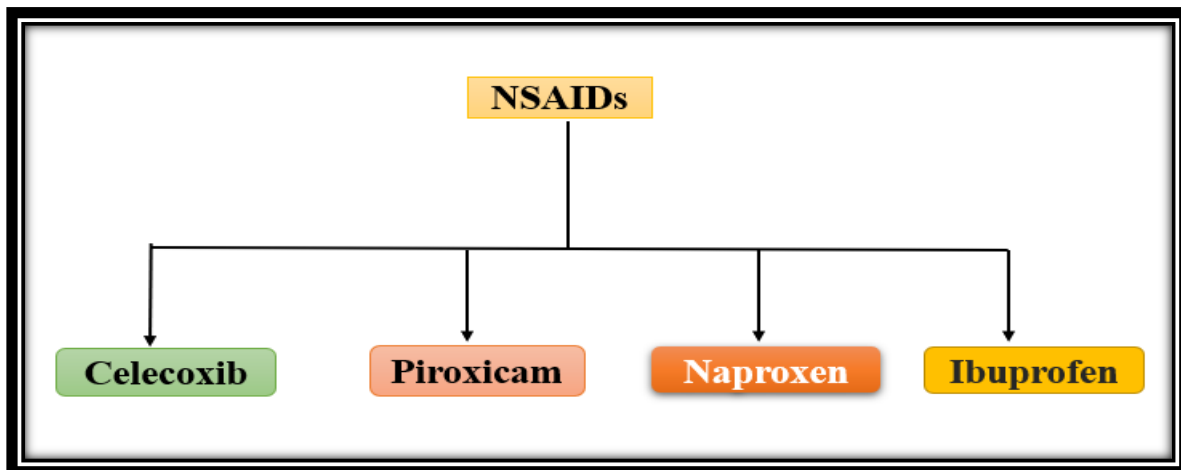 NSAIDs
Celecoxib
Piroxicam
Naproxen
Ibuprofen